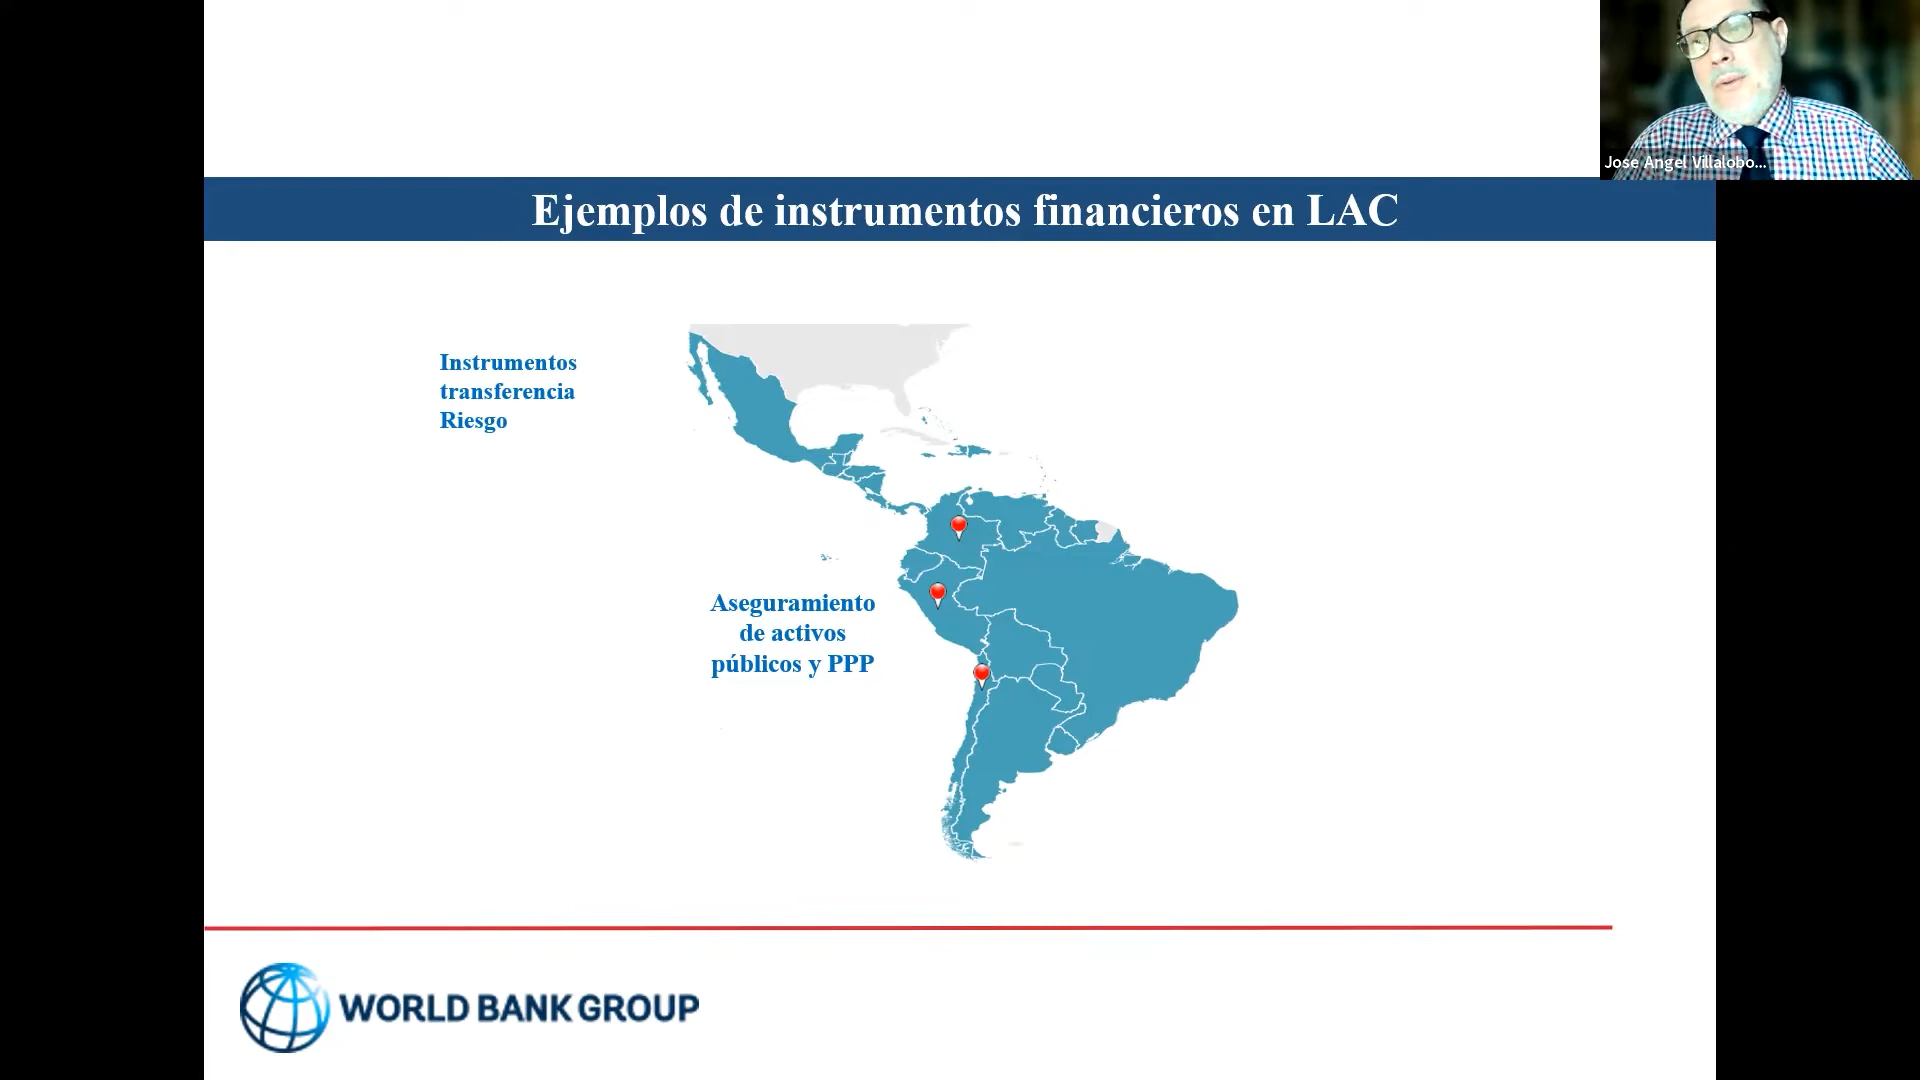 Jose Angel Villalobo...
Ejemplos de instrumentos financieros en LAC
Instrumentos
transferencia
Riesgo
Aseguramiento
de activos
públicos y PPP
WORLD BANK GROUP